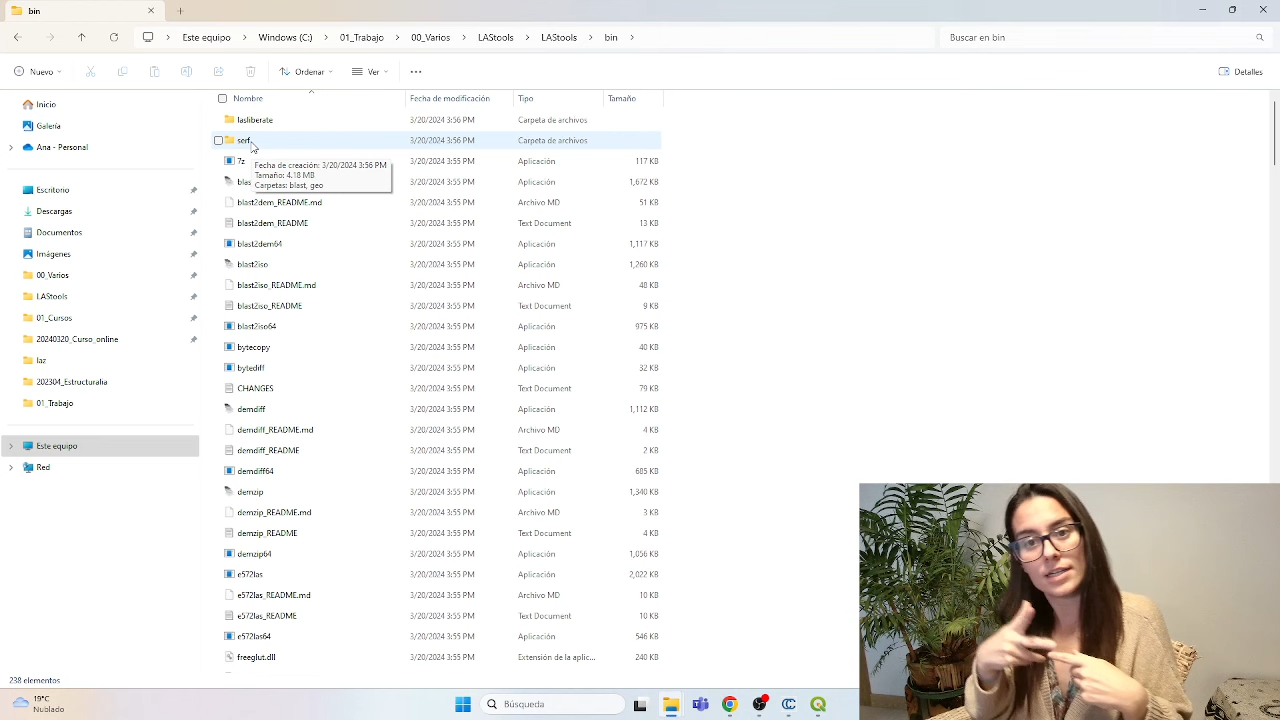 bin
Este equipo > Windows (C:) > 01_Trabajo > 00_Varios > LAStools > LAStools > bin >
Buscar en bin
Nuevo
Ordenar
Ver
Detalles
Inicio
Galería
Ana - Personal
Escritorio
Descargas
Documentos
Imágenes
00_Varios
LAStools
01_Cursos
20240320_Curso_online
laz
202304_Estructuralia
01_Trabajo
Este equipo
Red
Nombre Fecha de modificación Tipo Tamaño
lasliberate 3/20/2024 3:56 PM Carpeta de archivos
serf 3/20/2024 3:56 PM Carpeta de archivos
7z 3/20/2024 3:55 PM Aplicación 117 KB
Fecha de creación: 3/20/2024 3:56 PM
Tamaño: 4.18 MB
Carpetas: blast, geo
blas 3/20/2024 3:55 PM Aplicación 1,672 KB
blast2dem_README.md 3/20/2024 3:55 PM Archivo MD 51 KB
blast2dem_README 3/20/2024 3:55 PM Text Document 13 KB
blast2dem64 3/20/2024 3:55 PM Aplicación 1,117 KB
blast2iso 3/20/2024 3:55 PM Aplicación 1,260 KB
blast2iso_README.md 3/20/2024 3:55 PM Archivo MD 48 KB
blast2iso_README 3/20/2024 3:55 PM Text Document 9 KB
blast2iso64 3/20/2024 3:55 PM Aplicación 975 KB
bytecopy 3/20/2024 3:55 PM Aplicación 40 KB
bytediff 3/20/2024 3:55 PM Aplicación 32 KB
CHANGES 3/20/2024 3:55 PM Text Document 79 KB
demdiff 3/20/2024 3:55 PM Aplicación 1,112 KB
demdiff_README.md 3/20/2024 3:55 PM Archivo MD 4 KB
demdiff_README 3/20/2024 3:55 PM Text Document 2 KB
demdiff64 3/20/2024 3:55 PM Aplicación 685 KB
demzip 3/20/2024 3:55 PM Aplicación 1,340 KB
demzip_README.md 3/20/2024 3:55 PM Archivo MD 3 KB
demzip_README 3/20/2024 3:55 PM Text Document 4 KB
demzip64 3/20/2024 3:55 PM Aplicación 1,056 KB
e572las 3/20/2024 3:55 PM Aplicación 2,022 KB
e572las_README.md 3/20/2024 3:55 PM Archivo MD 10 KB
e572las_README 3/20/2024 3:55 PM Text Document 10 KB
e572las64 3/20/2024 3:55 PM Aplicación 546 KB
freeglut.dll 3/20/2024 3:55 PM Extensión de la aplic... 240 KB
238 elementos
19°C
Nublado
Búsqueda